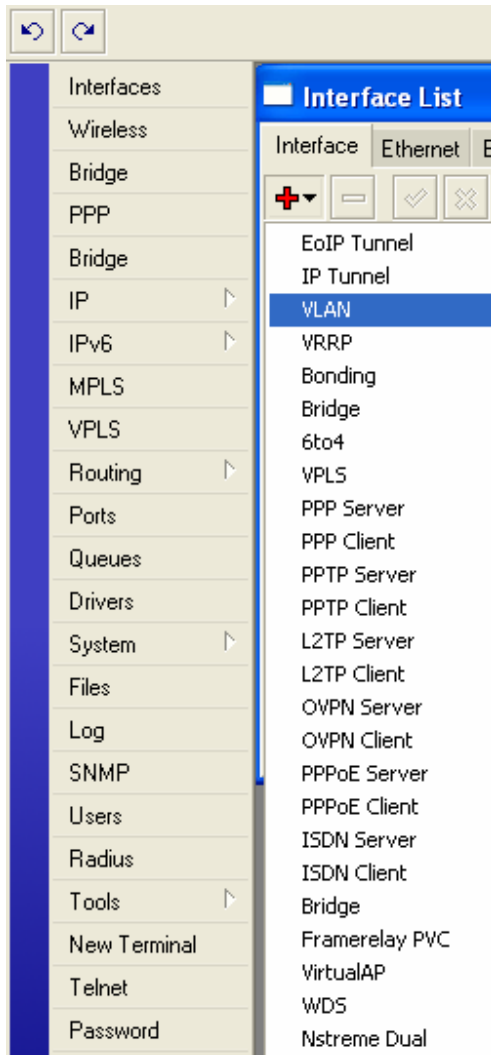 Interfaces
Wireless
Bridge
PPP
Bridge
IP
IPv6
MPLS
VPLS
Routing
Ports
Queues
Drivers
System
Files
Log
SNMP
Users
Radius
Tools
New Terminal
Telnet
Password
Interface List
Interface Ethernet
EoIP Tunnel
IP Tunnel
VLAN
VRRP
Bonding
Bridge
6to4
VPLS
PPP Server
PPP Client
PPTP Server
PPTP Client
L2TP Server
L2TP Client
OVPN Server
OVPN Client
PPPoE Server
PPPoE Client
ISDN Server
ISDN Client
Bridge
Framerelay PVC
VirtualAP
WDS
Nstreme Dual